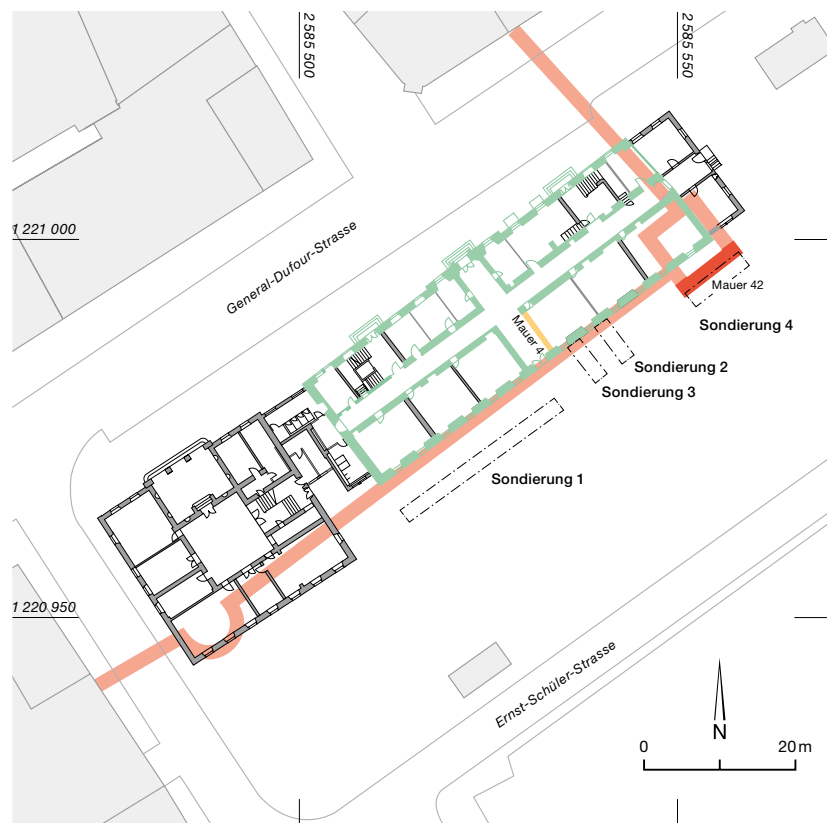 2 585 500
2 585 550
1 221 000
General-Dufour-Strasse
Mauer 42
Sondierung 4
Mauer 4
Sondierung 2
Sondierung 3
Sondierung 1
1 220 950
Ernst-Schüler-Strasse
N
0 20 m